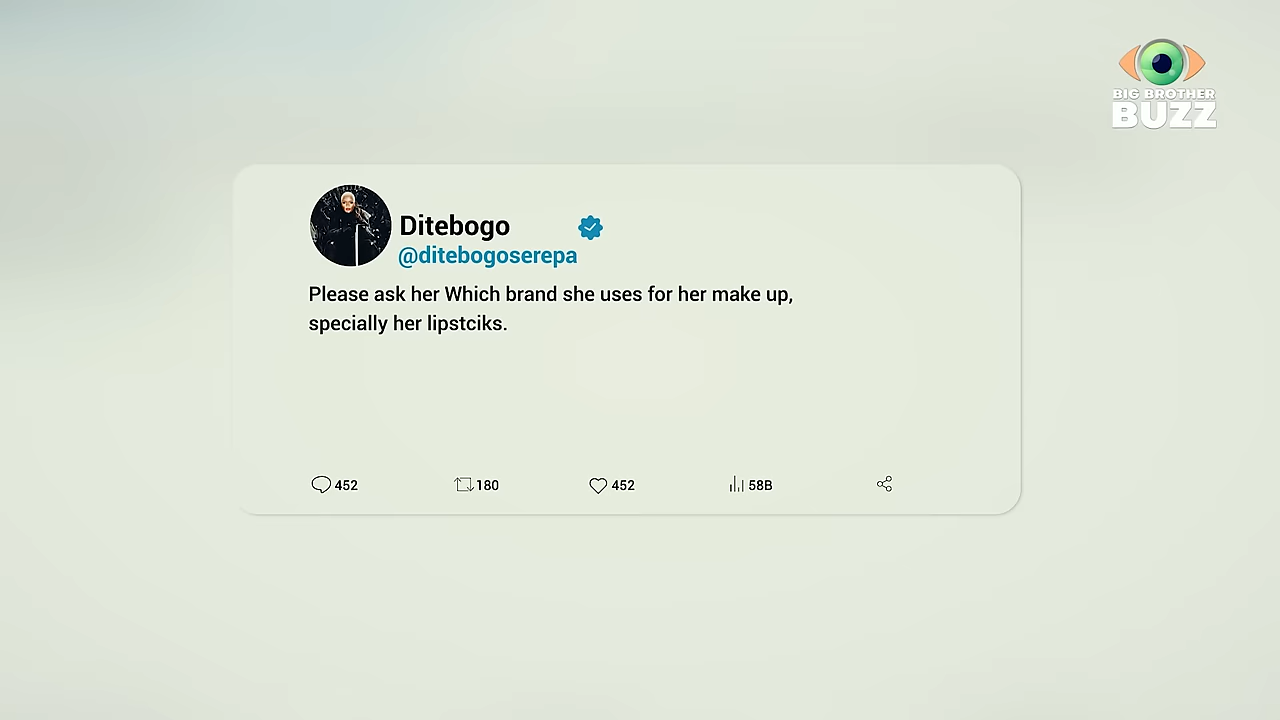 BIG BROTHER
BUZZ
Ditebogo
@ditebogoserepa
Please ask her Which brand she uses for her make up,
specially her lipstciks.
452 180 452 58B